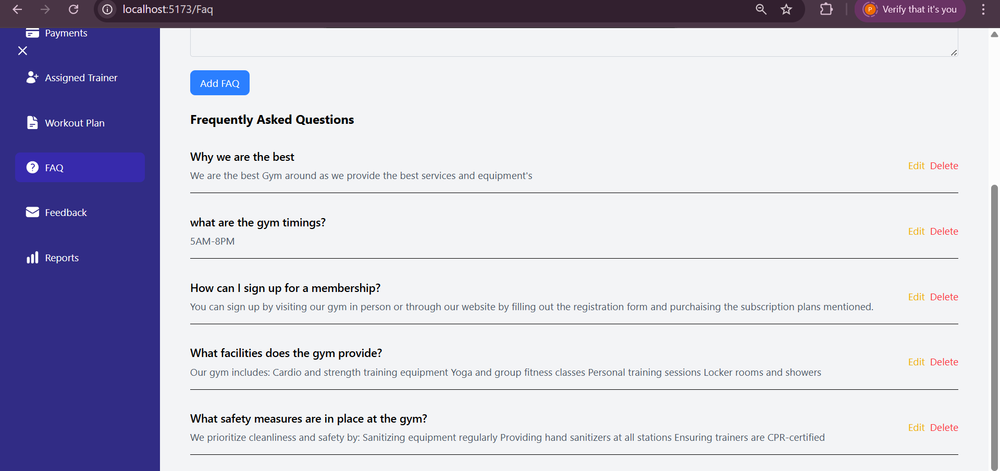 localhost:5173/Faq
P
Verify that it's you
Payments
Assigned Trainer
Workout Plan
FAQ
Feedback
Reports
Add FAQ
Frequently Asked Questions
Why we are the best
We are the best Gym around as we provide the best services and equipment's
Edit Delete
what are the gym timings?
5AM-8PM
Edit Delete
How can I sign up for a membership?
You can sign up by visiting our gym in person or through our website by filling out the registration form and purchaising the subscription plans mentioned.
Edit Delete
What facilities does the gym provide?
Our gym includes: Cardio and strength training equipment Yoga and group fitness classes Personal training sessions Locker rooms and showers
Edit Delete
What safety measures are in place at the gym?
We prioritize cleanliness and safety by: Sanitizing equipment regularly Providing hand sanitizers at all stations Ensuring trainers are CPR-certified
Edit Delete